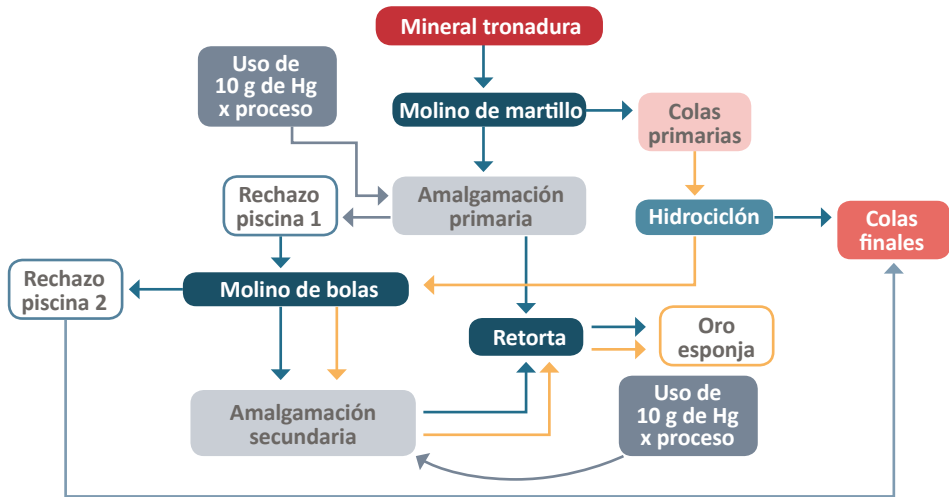 Mineral tronadura
Uso de
10 g de Hg
x proceso
Molino de martillo
Colas
primarias
Rechazo
piscina 1
Amalgamación
primaria
Hidrociclón
Colas
finales
Rechazo
piscina 2
Molino de bolas
Retorta
Oro
esponja
Amalgamación
secundaria
Uso de
10 g de Hg
x proceso